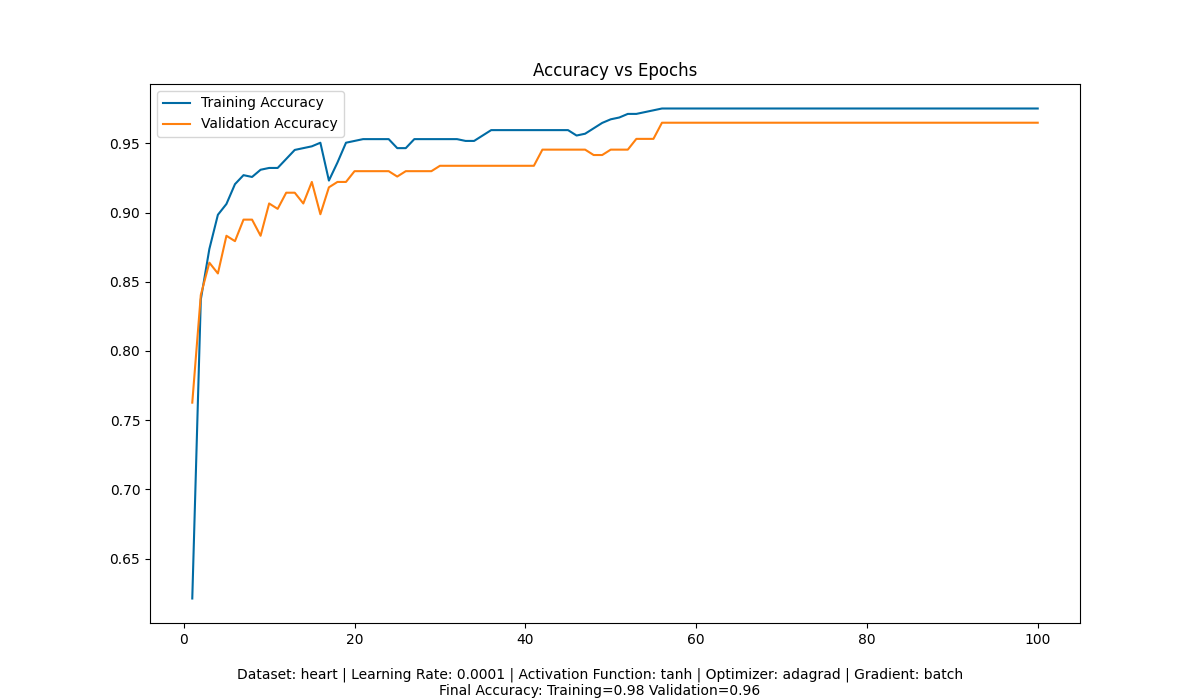 Accuracy vs Epochs
Training Accuracy
Validation Accuracy
0.95
0.90
0.85
0.80
0.75
0.70
0.65
0 20 40 60 80 100
Dataset: heart | Learning Rate: 0.0001 | Activation Function: tanh | Optimizer: adagrad | Gradient: batch
Final Accuracy: Training=0.98 Validation=0.96